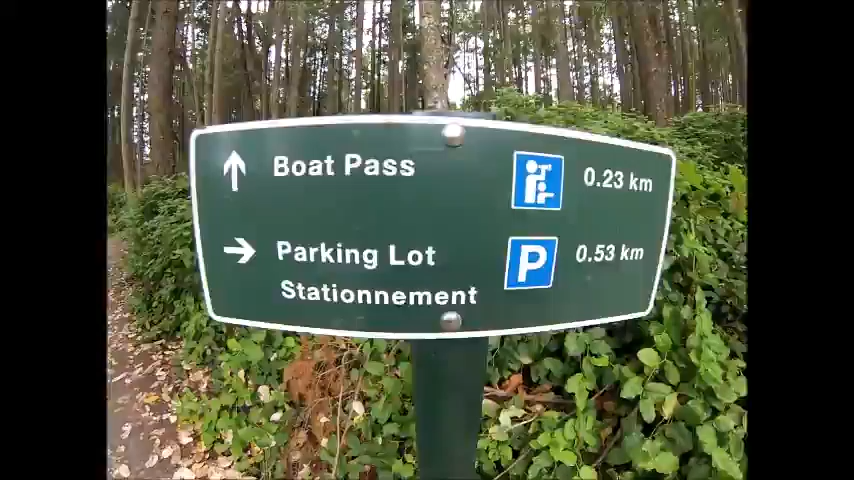 ↑ Boat Pass 0.23 km
→ Parking Lot P 0.53 km
Stationnement